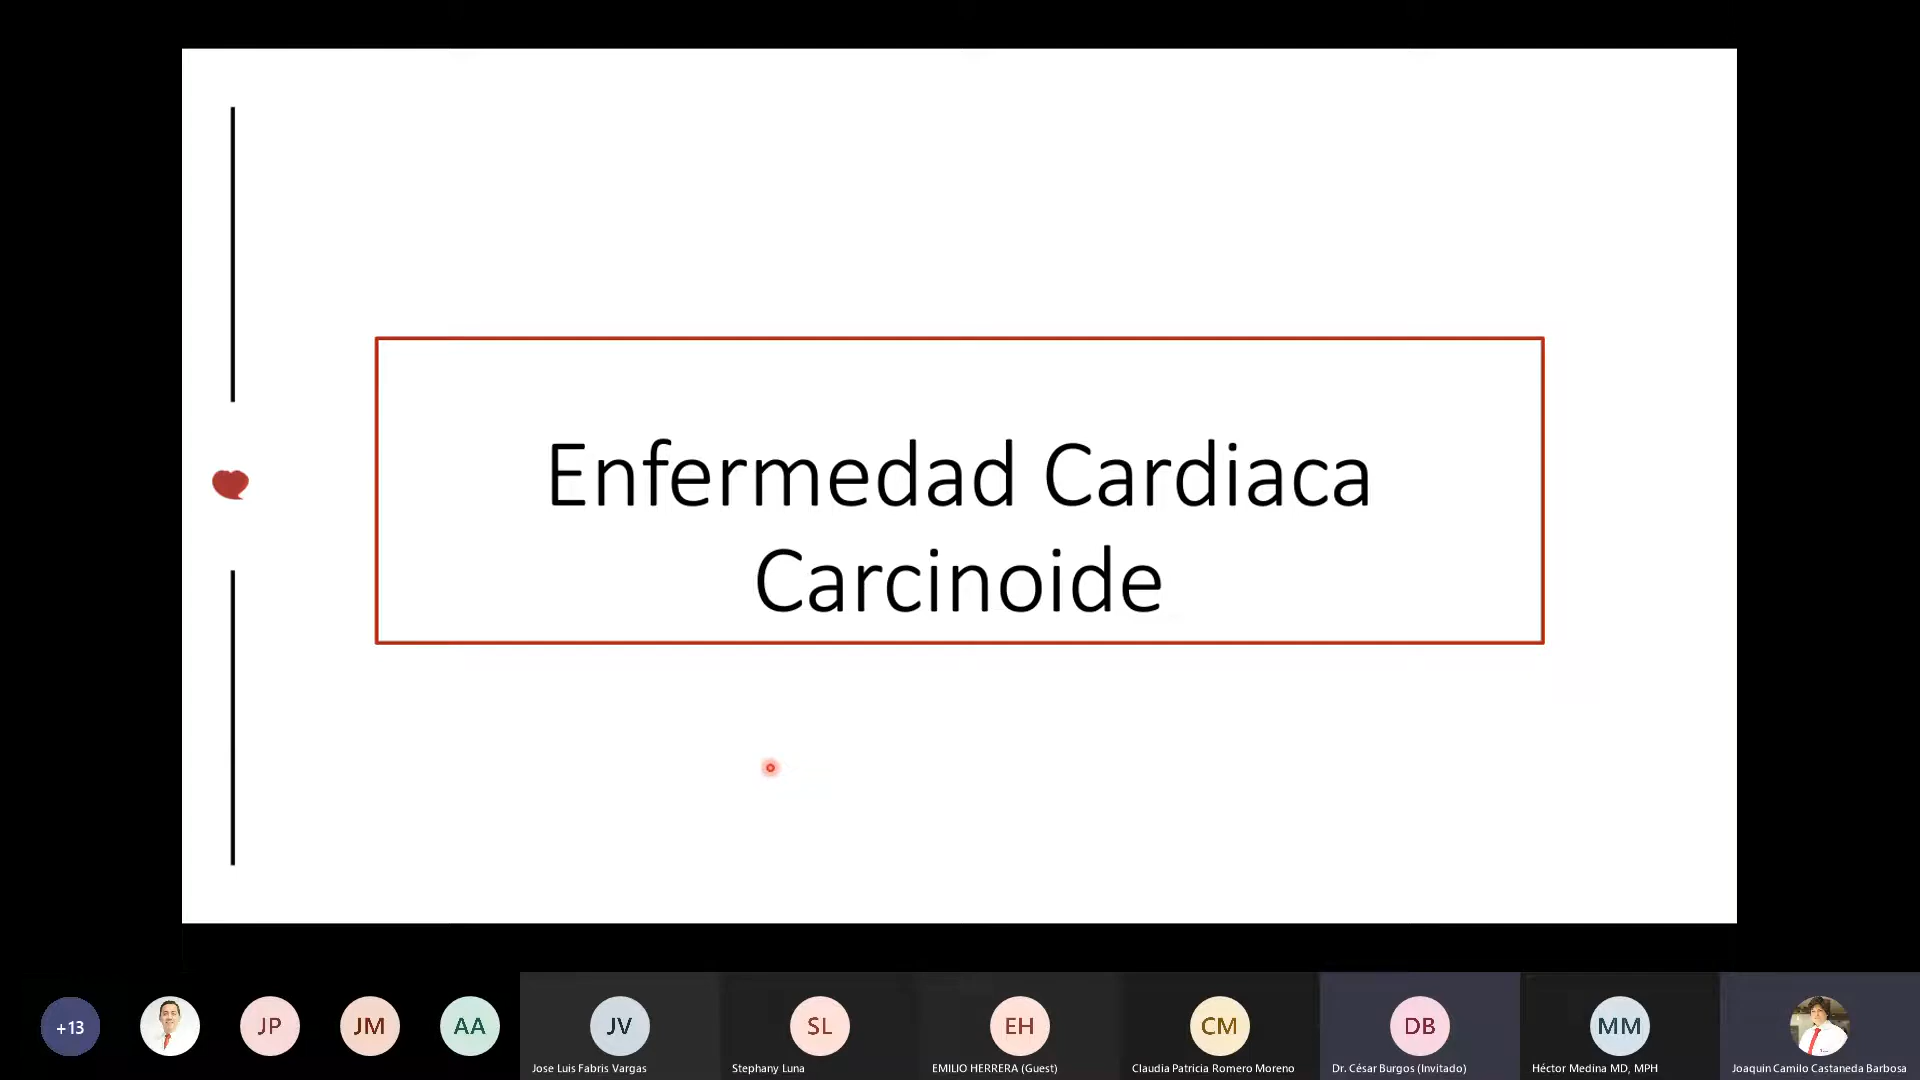 Enfermedad Cardiaca
Carcinoide
+13
JP
JM
AA
JV
Jose Luis Fabris Vargas
SL
Stephany Luna
EH
EMILIO HERRERA (Guest)
CM
Claudia Patricia Romero Moreno
DB
Dr. César Burgos (Invitado)
MM
Héctor Medina MD, MPH
Joaquin Camilo Castaneda Barbosa